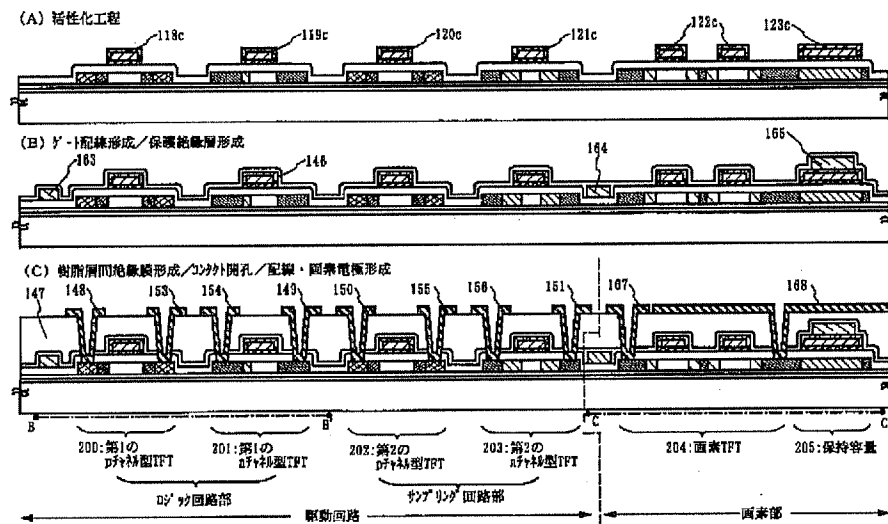 (A) 活性化工程
118c 119c 120c 121c 122c 123c
(B) ゲート配線形成／保護絶縁層形成
163 146 164 165
(C) 樹脂層間絶縁膜形成／コンタクト開孔／配線・画素電極形成
147 148 153 154 149 150 155 156 151 167 168
B B' C C'
200:第1の
pチャネル型TFT
201:第1の
nチャネル型TFT
202:第2の
pチャネル型TFT
203:第2の
nチャネル型TFT
204:画素TFT
205:保持容量
ロジック回路部
サンプリング回路部
駆動回路
画素部